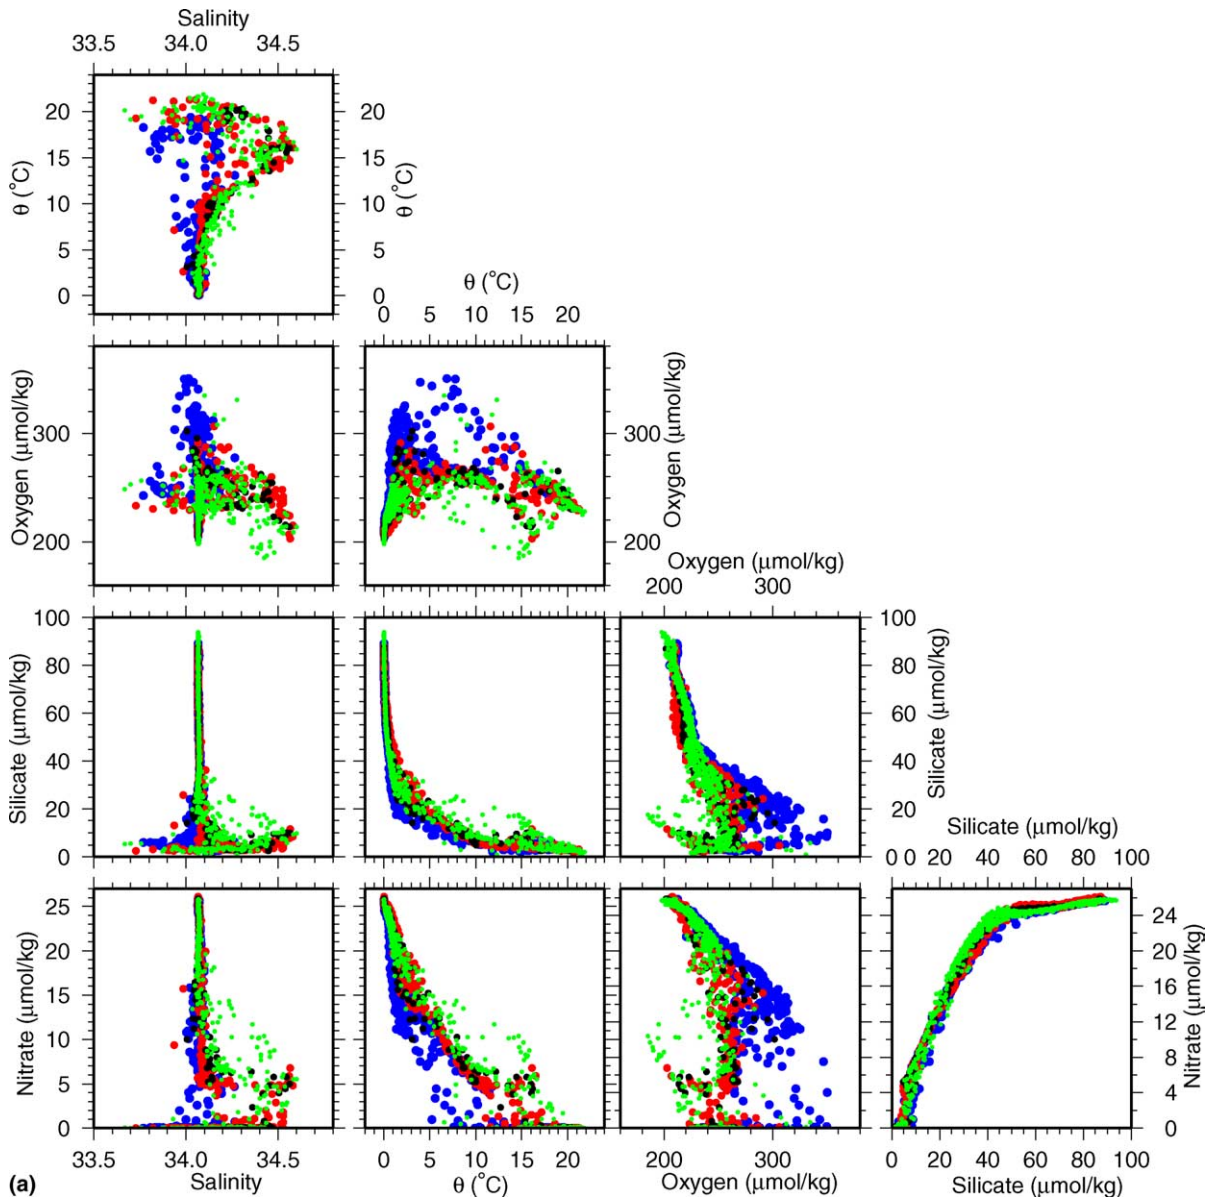 Salinity
33.5 34.0 34.5
20 20
15 15
θ (°C) θ (°C)
10 10
5 5
θ (°C)
0 0 0 5 10 15 20
Oxygen (µmol/kg)
300 300
200 200
Oxygen (µmol/kg)
Oxygen (µmol/kg)
200 300
100 100
80 80
Silicate (µmol/kg) Silicate (µmol/kg)
60 60
40 40
20 20
Silicate (µmol/kg)
0 0 0 20 40 60 80 100
Nitrate (µmol/kg) Nitrate (µmol/kg)
25 24
20 20
15 16
12
10 8
5 4
0 0
33.5 34.0 34.5 0 5 10 15 20 200 300 0 20 40 60 80 100
(a) Salinity θ (°C) Oxygen (µmol/kg) Silicate (µmol/kg)